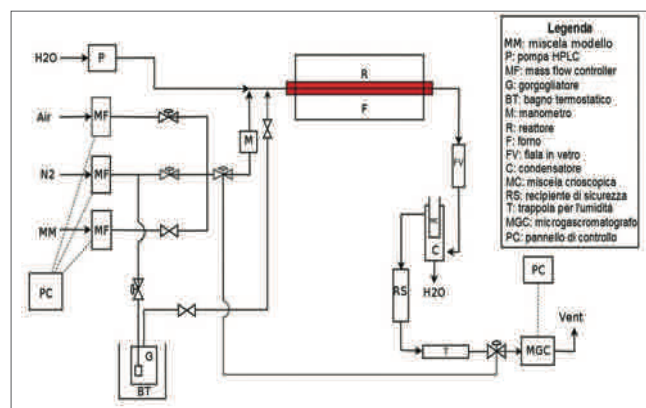 H2O
P
Air
MF
N2
MF
MM
MF
PC
M
R
F
FV
MC
C
H2O
RS
T
PC
MGC
Vent
G
BT
Legenda
MM: miscela modello
P: pompa HPLC
MF: mass flow controller
G: gorgogliatore
BT: bagno termostatico
M: manometro
R: reattore
F: forno
FV: fiala in vetro
C: condensatore
MC: miscela crioscopica
RS: recipiente di sicurezza
T: trappola per l'umidità
MGC: microgascromatografo
PC: pannello di controllo